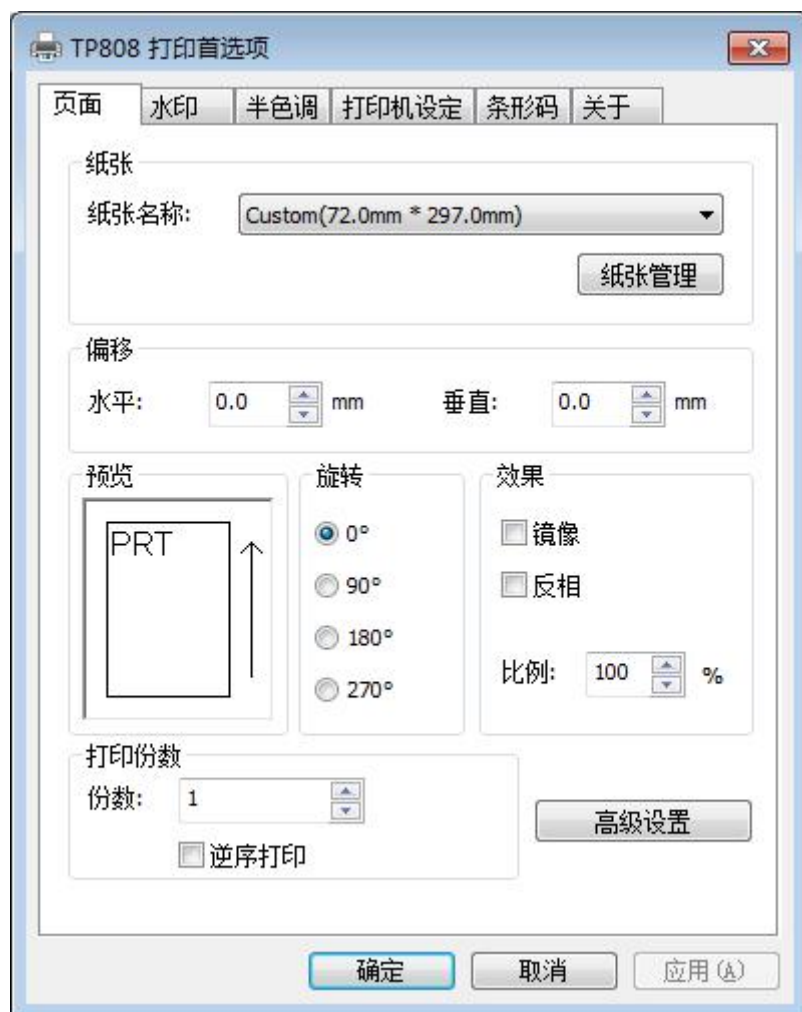 TP808 打印首选项
页面 水印 半色调 打印机设定 条形码 关于
纸张
纸张名称: Custom(72.0mm * 297.0mm)
纸张管理
偏移
水平: 0.0 mm 垂直: 0.0 mm
预览 旋转 效果
PRT 0° 镜像
90° 反相
180°
比例: 100 %
270°
打印份数
份数: 1
高级设置
逆序打印
确定 取消 应用(A)